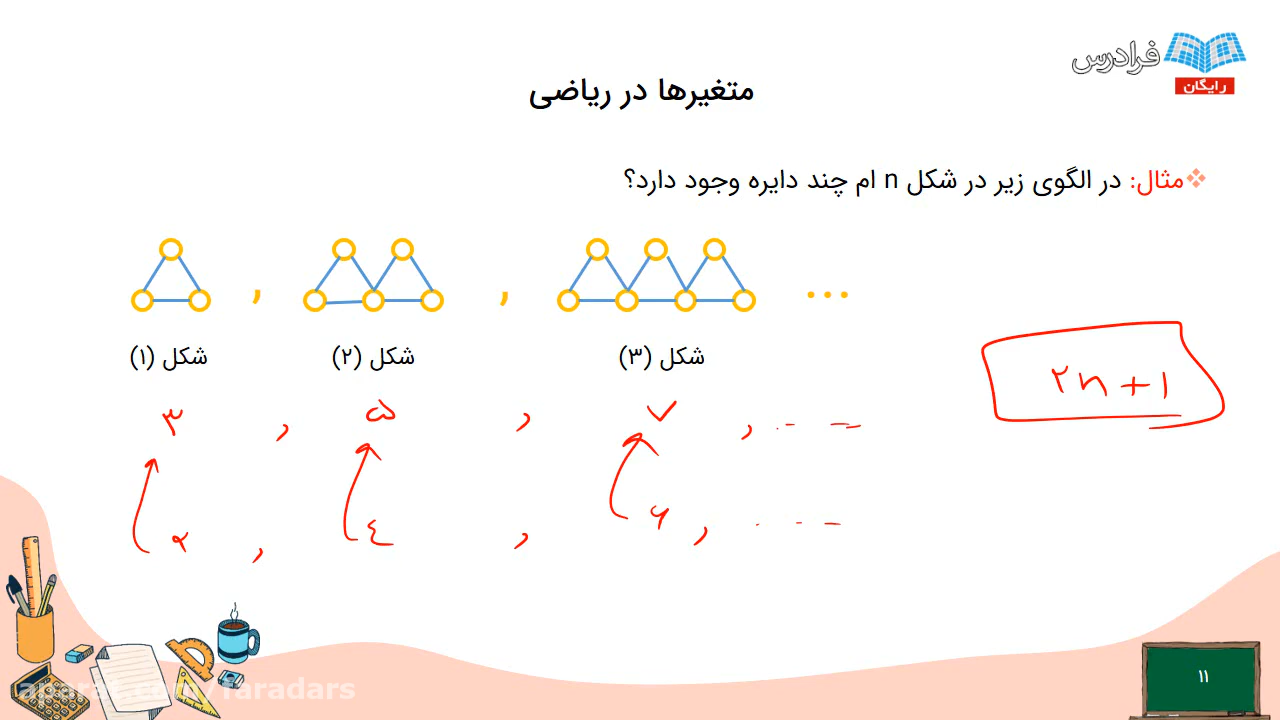 فرادرس
رایگان
متغیرها در ریاضی
مثال: در الگوی زیر در شکل n ام چند دایره وجود دارد؟
, , ...
شکل (۱) شکل (۲) شکل (۳)
۲n + ۱
۳ , ۵ , ۷ , ...
۲ , ٤ , ۶ , ...
aparat.com/faradars
۱۱